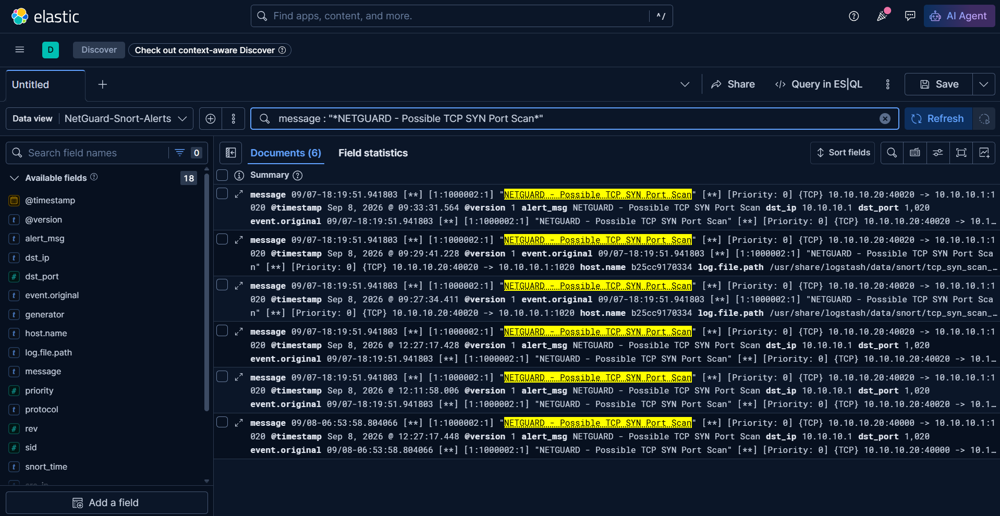 elastic
Find apps, content, and more.
^ /
AI Agent
D
Discover
Check out context-aware Discover
Untitled
Share
Query in ES|QL
Save
Data view
NetGuard-Snort-Alerts
message : "*NETGUARD - Possible TCP SYN Port Scan*"
Refresh
Search field names
0
Documents (6)
Field statistics
Sort fields
Available fields
18
Summary
@timestamp
@version
alert_msg
dst_ip
dst_port
event.original
generator
host.name
log.file.path
message
priority
protocol
rev
sid
snort_time
Add a field
message 09/07-18:19:51.941803 [**] [1:1000002:1] "NETGUARD - Possible TCP SYN Port Scan" [**] [Priority: 0] {TCP} 10.10.10.20:40020 -> 10.10.10.1:1
020 @timestamp Sep 8, 2026 @ 09:33:31.564 @version 1 alert_msg NETGUARD - Possible TCP SYN Port Scan dst_ip 10.10.10.1 dst_port 1,020
event.original 09/07-18:19:51.941803 [**] [1:1000002:1] "NETGUARD - Possible TCP SYN Port Scan" [**] [Priority: 0] {TCP} 10.10.10.20:40020 -> 10.1…
message 09/07-18:19:51.941803 [**] [1:1000002:1] "NETGUARD - Possible TCP SYN Port Scan" [**] [Priority: 0] {TCP} 10.10.10.20:40020 -> 10.10.10.1:1
020 @timestamp Sep 8, 2026 @ 09:29:41.228 @version 1 event.original 09/07-18:19:51.941803 [**] [1:1000002:1] "NETGUARD - Possible TCP SYN Port Sca
n" [**] [Priority: 0] {TCP} 10.10.10.20:40020 -> 10.10.10.1:1020 host.name b25cc9170334 log.file.path /usr/share/logstash/data/snort/tcp_syn_scan_…
message 09/07-18:19:51.941803 [**] [1:1000002:1] "NETGUARD - Possible TCP SYN Port Scan" [**] [Priority: 0] {TCP} 10.10.10.20:40020 -> 10.10.10.1:1
020 @timestamp Sep 8, 2026 @ 09:27:34.411 @version 1 event.original 09/07-18:19:51.941803 [**] [1:1000002:1] "NETGUARD - Possible TCP SYN Port Sca
n" [**] [Priority: 0] {TCP} 10.10.10.20:40020 -> 10.10.10.1:1020 host.name b25cc9170334 log.file.path /usr/share/logstash/data/snort/tcp_syn_scan_…
message 09/07-18:19:51.941803 [**] [1:1000002:1] "NETGUARD - Possible TCP SYN Port Scan" [**] [Priority: 0] {TCP} 10.10.10.20:40020 -> 10.10.10.1:1
020 @timestamp Sep 8, 2026 @ 12:27:17.428 @version 1 alert_msg NETGUARD - Possible TCP SYN Port Scan dst_ip 10.10.10.1 dst_port 1,020
event.original 09/07-18:19:51.941803 [**] [1:1000002:1] "NETGUARD - Possible TCP SYN Port Scan" [**] [Priority: 0] {TCP} 10.10.10.20:40020 -> 10.1…
message 09/07-18:19:51.941803 [**] [1:1000002:1] "NETGUARD - Possible TCP SYN Port Scan" [**] [Priority: 0] {TCP} 10.10.10.20:40020 -> 10.10.10.1:1
020 @timestamp Sep 8, 2026 @ 12:11:58.006 @version 1 alert_msg NETGUARD - Possible TCP SYN Port Scan dst_ip 10.10.10.1 dst_port 1,020
event.original 09/07-18:19:51.941803 [**] [1:1000002:1] "NETGUARD - Possible TCP SYN Port Scan" [**] [Priority: 0] {TCP} 10.10.10.20:40020 -> 10.1…
message 09/08-06:53:58.804066 [**] [1:1000002:1] "NETGUARD - Possible TCP SYN Port Scan" [**] [Priority: 0] {TCP} 10.10.10.20:40000 -> 10.10.10.1:1
020 @timestamp Sep 8, 2026 @ 12:27:17.448 @version 1 alert_msg NETGUARD - Possible TCP SYN Port Scan dst_ip 10.10.10.1 dst_port 1,020
event.original 09/08-06:53:58.804066 [**] [1:1000002:1] "NETGUARD - Possible TCP SYN Port Scan" [**] [Priority: 0] {TCP} 10.10.10.20:40000 -> 10.1…